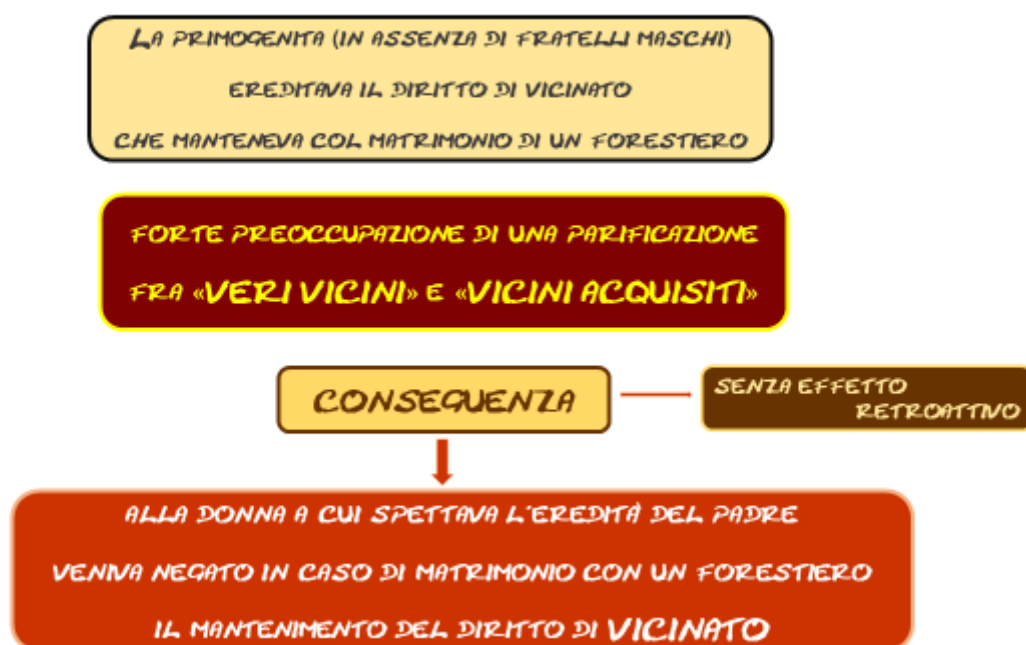 La primogenita (in assenza di fratelli maschi)
ereditava il diritto di vicinato
che manteneva col matrimonio di un forestiero
forte preoccupazione di una parificazione
fra «veri vicini» e «vicini acquisiti»
conseguenza
senza effetto
retroattivo
alla donna a cui spettava l'eredità del padre
veniva negato in caso di matrimonio con un forestiero
il mantenimento del diritto di vicinato